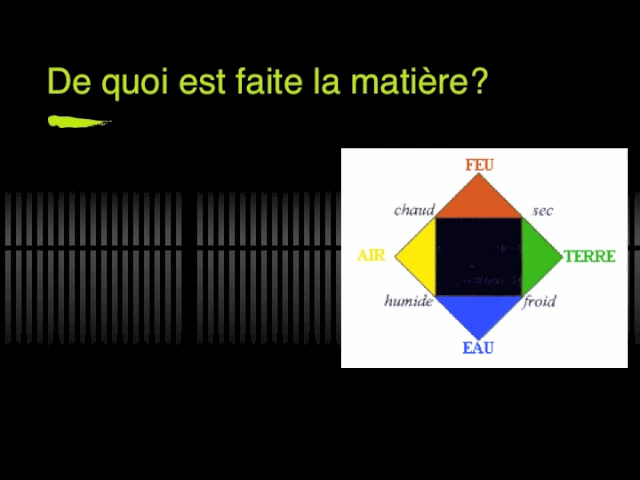 De quoi est faite la matière?
FEU
chaud sec
AIR TERRE
humide froid
EAU